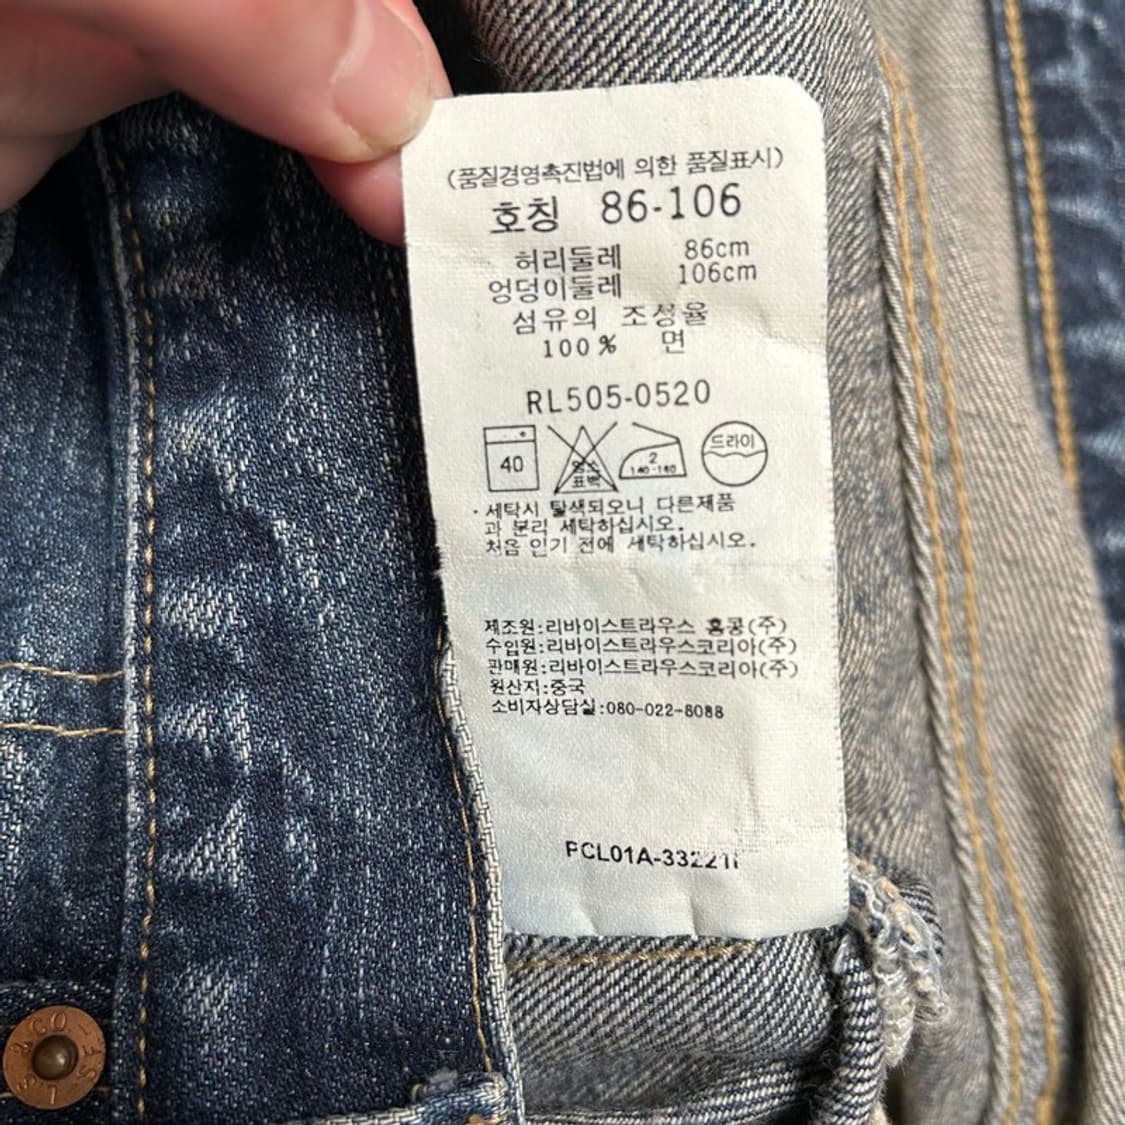 (품질경영촉진법에 의한 품질표시)
호칭 86-106
허리둘레 86cm
엉덩이둘레 106cm
섬유의 조성율
100% 면
RL505-0520
40 염소 표백 2 140-160 드라이
· 세탁시 탈색되오니 다른제품
과 분리 세탁하십시오.
처음 입기 전에 세탁하십시오.
제조원:리바이스트라우스 홍콩(주)
수입원:리바이스트라우스코리아(주)
판매원:리바이스트라우스코리아(주)
원산지:중국
소비자상담실:080-022-8088
L.S.&CO-